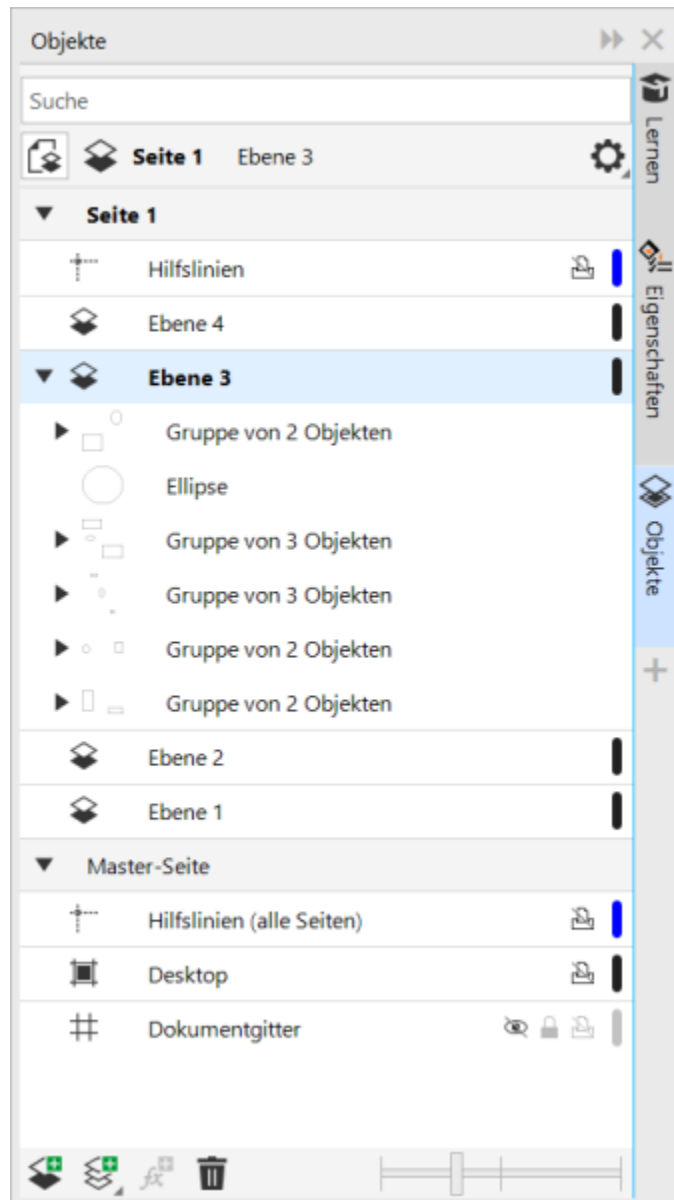 Objekte
Suche
Seite 1 Ebene 3
Seite 1
Hilfslinien
Ebene 4
Ebene 3
Gruppe von 2 Objekten
Ellipse
Gruppe von 3 Objekten
Gruppe von 3 Objekten
Gruppe von 2 Objekten
Gruppe von 2 Objekten
Ebene 2
Ebene 1
Master-Seite
Hilfslinien (alle Seiten)
Desktop
Dokumentgitter
Lernen
Eigenschaften
Objekte